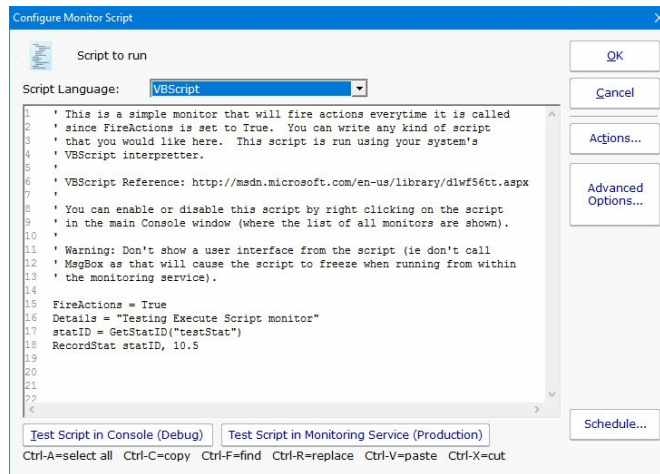 Configure Monitor Script
Script to run
Script Language: VBScript
1 ' This is a simple monitor that will fire actions everytime it is called
2 ' since FireActions is set to True.  You can write any kind of script
3 ' that you would like here.  This script is run using your system's
4 ' VBScript interpretter.
5 '
6 ' VBScript Reference: http://msdn.microsoft.com/en-us/library/d1wf56tt.aspx
7 '
8 ' You can enable or disable this script by right clicking on the script
9 ' in the main Console window (where the list of all monitors are shown).
10 '
11 ' Warning: Don't show a user interface from the script (ie don't call
12 ' MsgBox as that will cause the script to freeze when running from within
13 ' the monitoring service).
14
15 FireActions = True
16 Details = "Testing Execute Script monitor"
17 statID = GetStatID("testStat")
18 RecordStat statID, 10.5
19
20
21
22
OK
Cancel
Actions...
Advanced
Options...
Schedule...
Test Script in Console (Debug) Test Script in Monitoring Service (Production)
Ctrl-A=select all Ctrl-C=copy Ctrl-F=find Ctrl-R=replace Ctrl-V=paste Ctrl-X=cut